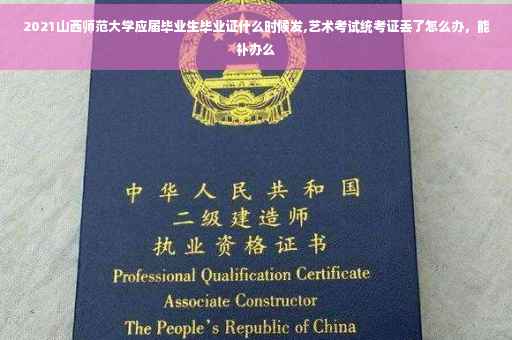 2021山西师范大学应届毕业生毕业证什么时候发,艺术考试统考证丢了怎么办，能
补办么
中华人民共和国
二级建造师
执业资格证书
Professional Qualification Certificate
Associate Constructor
The People's Republic of China